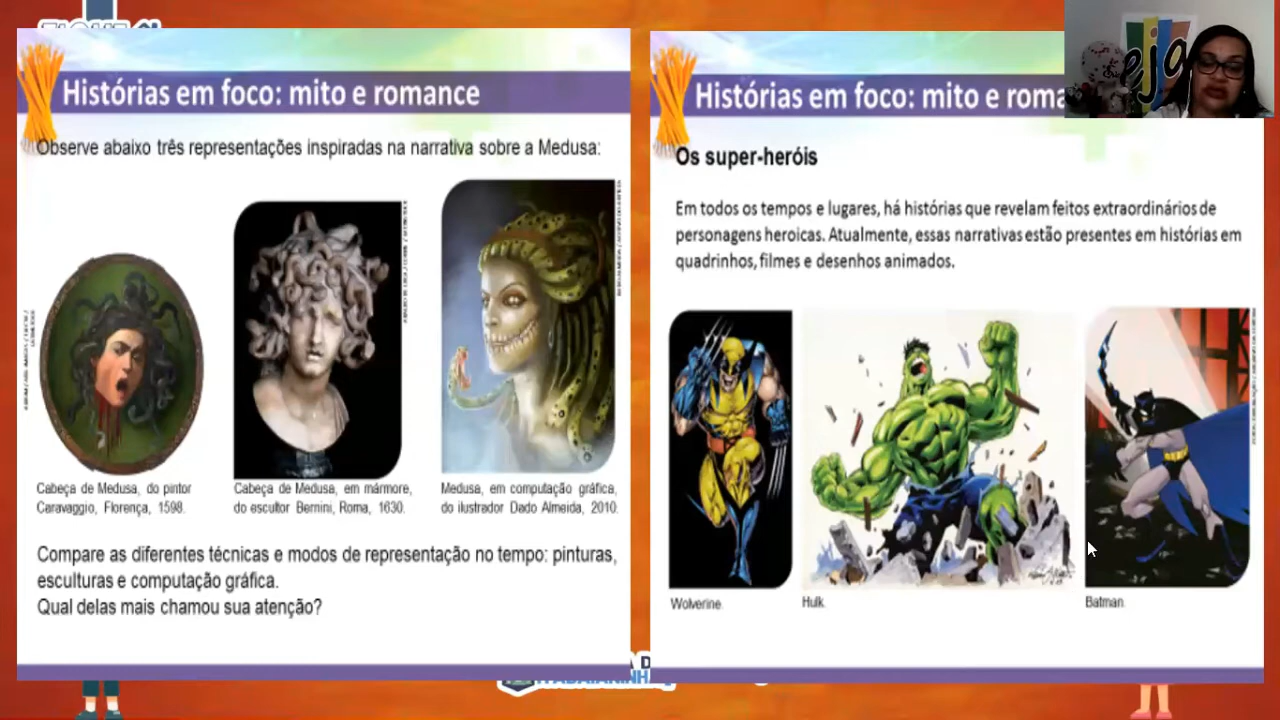 Histórias em foco: mito e romance
Observe abaixo três representações inspiradas na narrativa sobre a Medusa:
Cabeça de Medusa, do pintor
Caravaggio, Florença, 1598.
Cabeça de Medusa, em mármore,
do escultor Bernini, Roma, 1630.
Medusa, em computação gráfica,
do ilustrador Dado Almeida, 2010.
Compare as diferentes técnicas e modos de representação no tempo: pinturas,
esculturas e computação gráfica.
Qual delas mais chamou sua atenção?
Histórias em foco: mito e roma
Os super-heróis
Em todos os tempos e lugares, há histórias que revelam feitos extraordinários de
personagens heroicas. Atualmente, essas narrativas estão presentes em histórias em
quadrinhos, filmes e desenhos animados.
Wolverine.
Hulk.
Batman.
eja